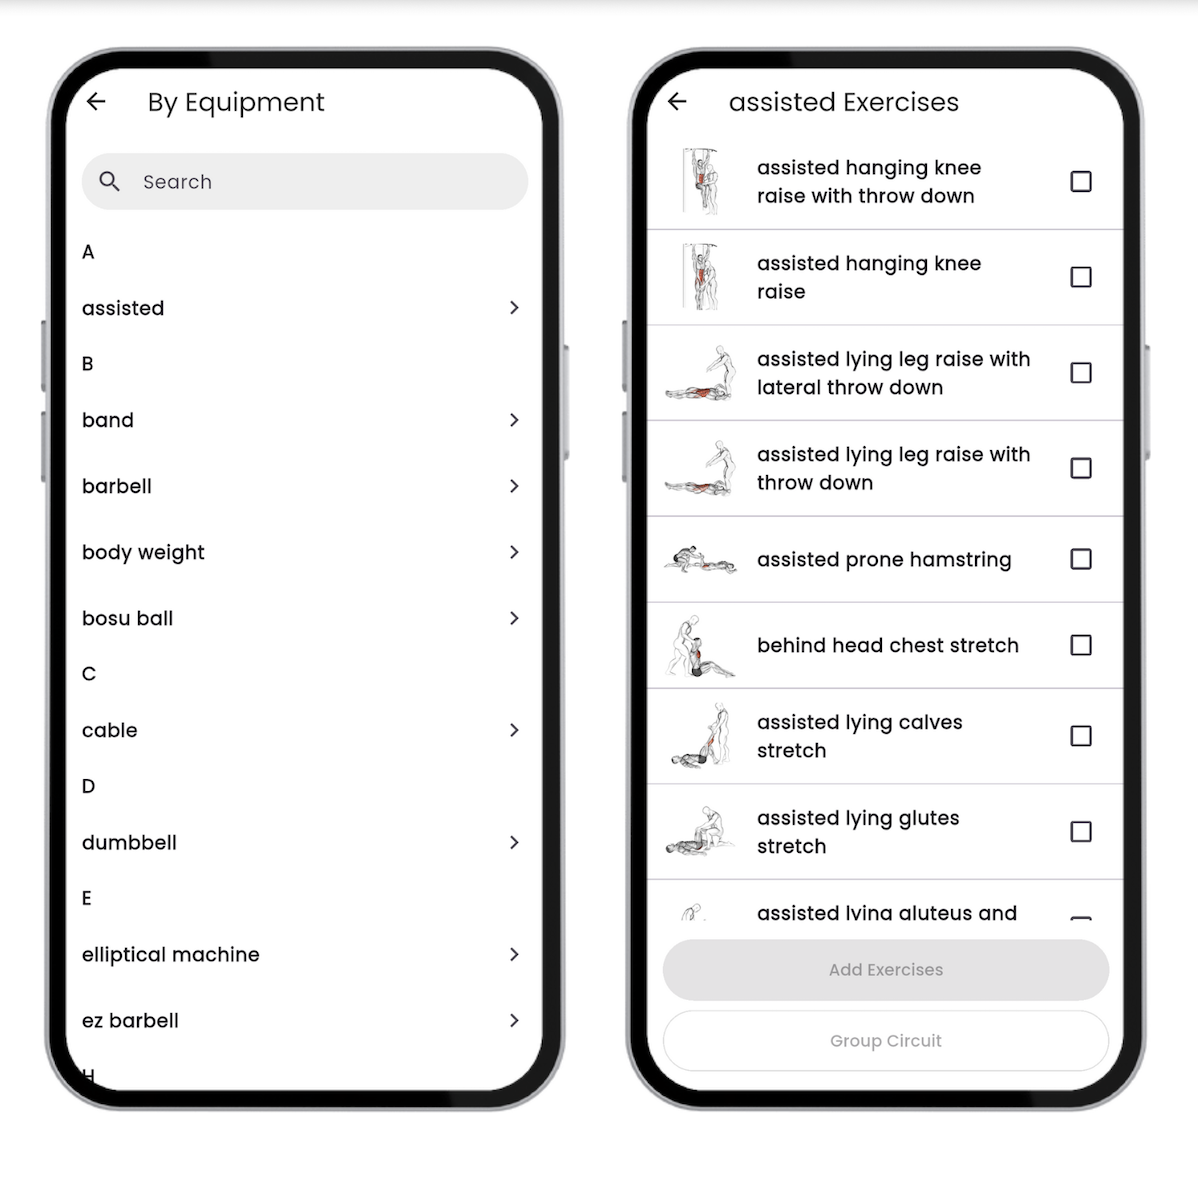 By Equipment
Search
A
assisted
B
band
barbell
body weight
bosu ball
C
cable
D
dumbbell
E
elliptical machine
ez barbell
H
assisted Exercises
assisted hanging knee
raise with throw down
assisted hanging knee
raise
assisted lying leg raise with
lateral throw down
assisted lying leg raise with
throw down
assisted prone hamstring
behind head chest stretch
assisted lying calves
stretch
assisted lying glutes
stretch
assisted lying gluteus and
Add Exercises
Group Circuit